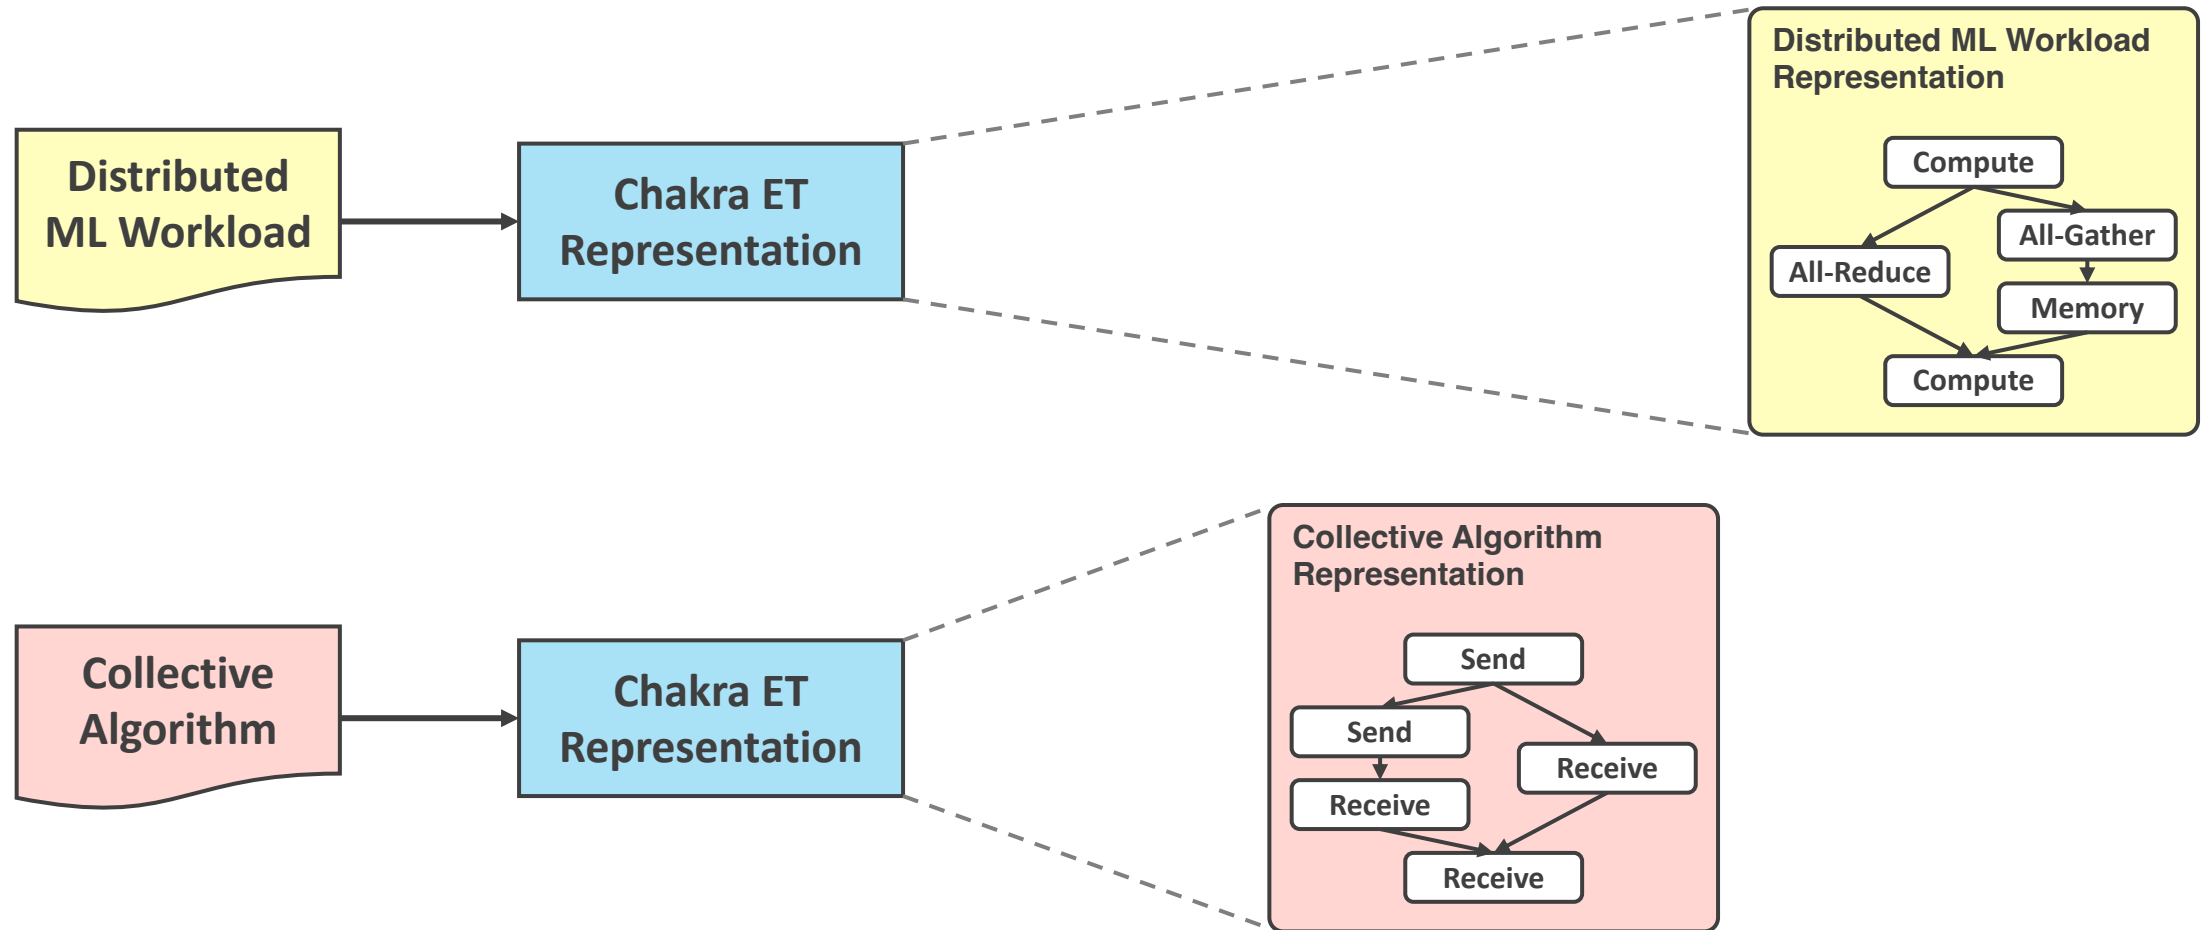 Distributed
ML Workload
Chakra ET
Representation
Distributed ML Workload
Representation
Compute
All-Gather
All-Reduce
Memory
Compute
Collective
Algorithm
Chakra ET
Representation
Collective Algorithm
Representation
Send
Send
Receive
Receive
Receive